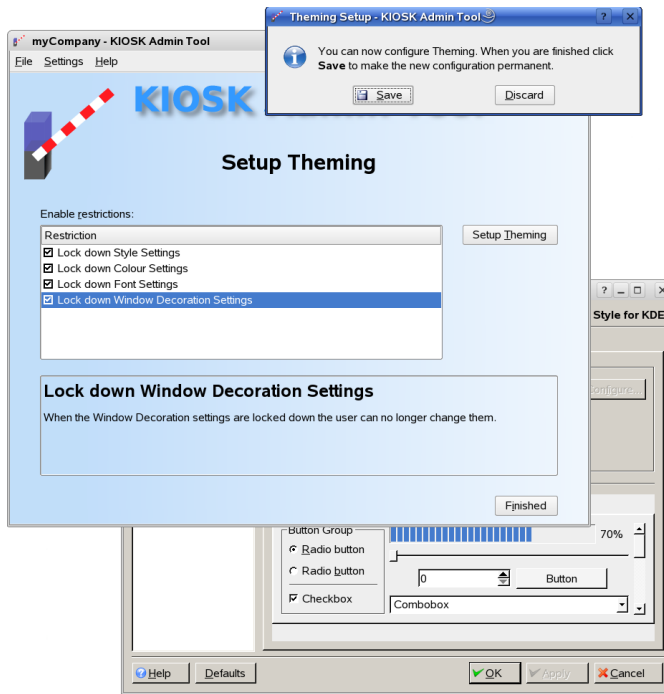 Theming Setup - KIOSK Admin Tool
You can now configure Theming. When you are finished click
Save to make the new configuration permanent.
Save
Discard
myCompany - KIOSK Admin Tool
File Settings Help
KIOSK
Setup Theming
Enable restrictions:
Restriction
Setup Theming
Lock down Style Settings
Lock down Colour Settings
Lock down Font Settings
Lock down Window Decoration Settings
Lock down Window Decoration Settings
When the Window Decoration settings are locked down the user can no longer change them.
Finished
Style for KDE
onfigure...
Button Group
70%
Radio button
Radio button
0
Button
Checkbox
Combobox
Help
Defaults
OK
Apply
Cancel